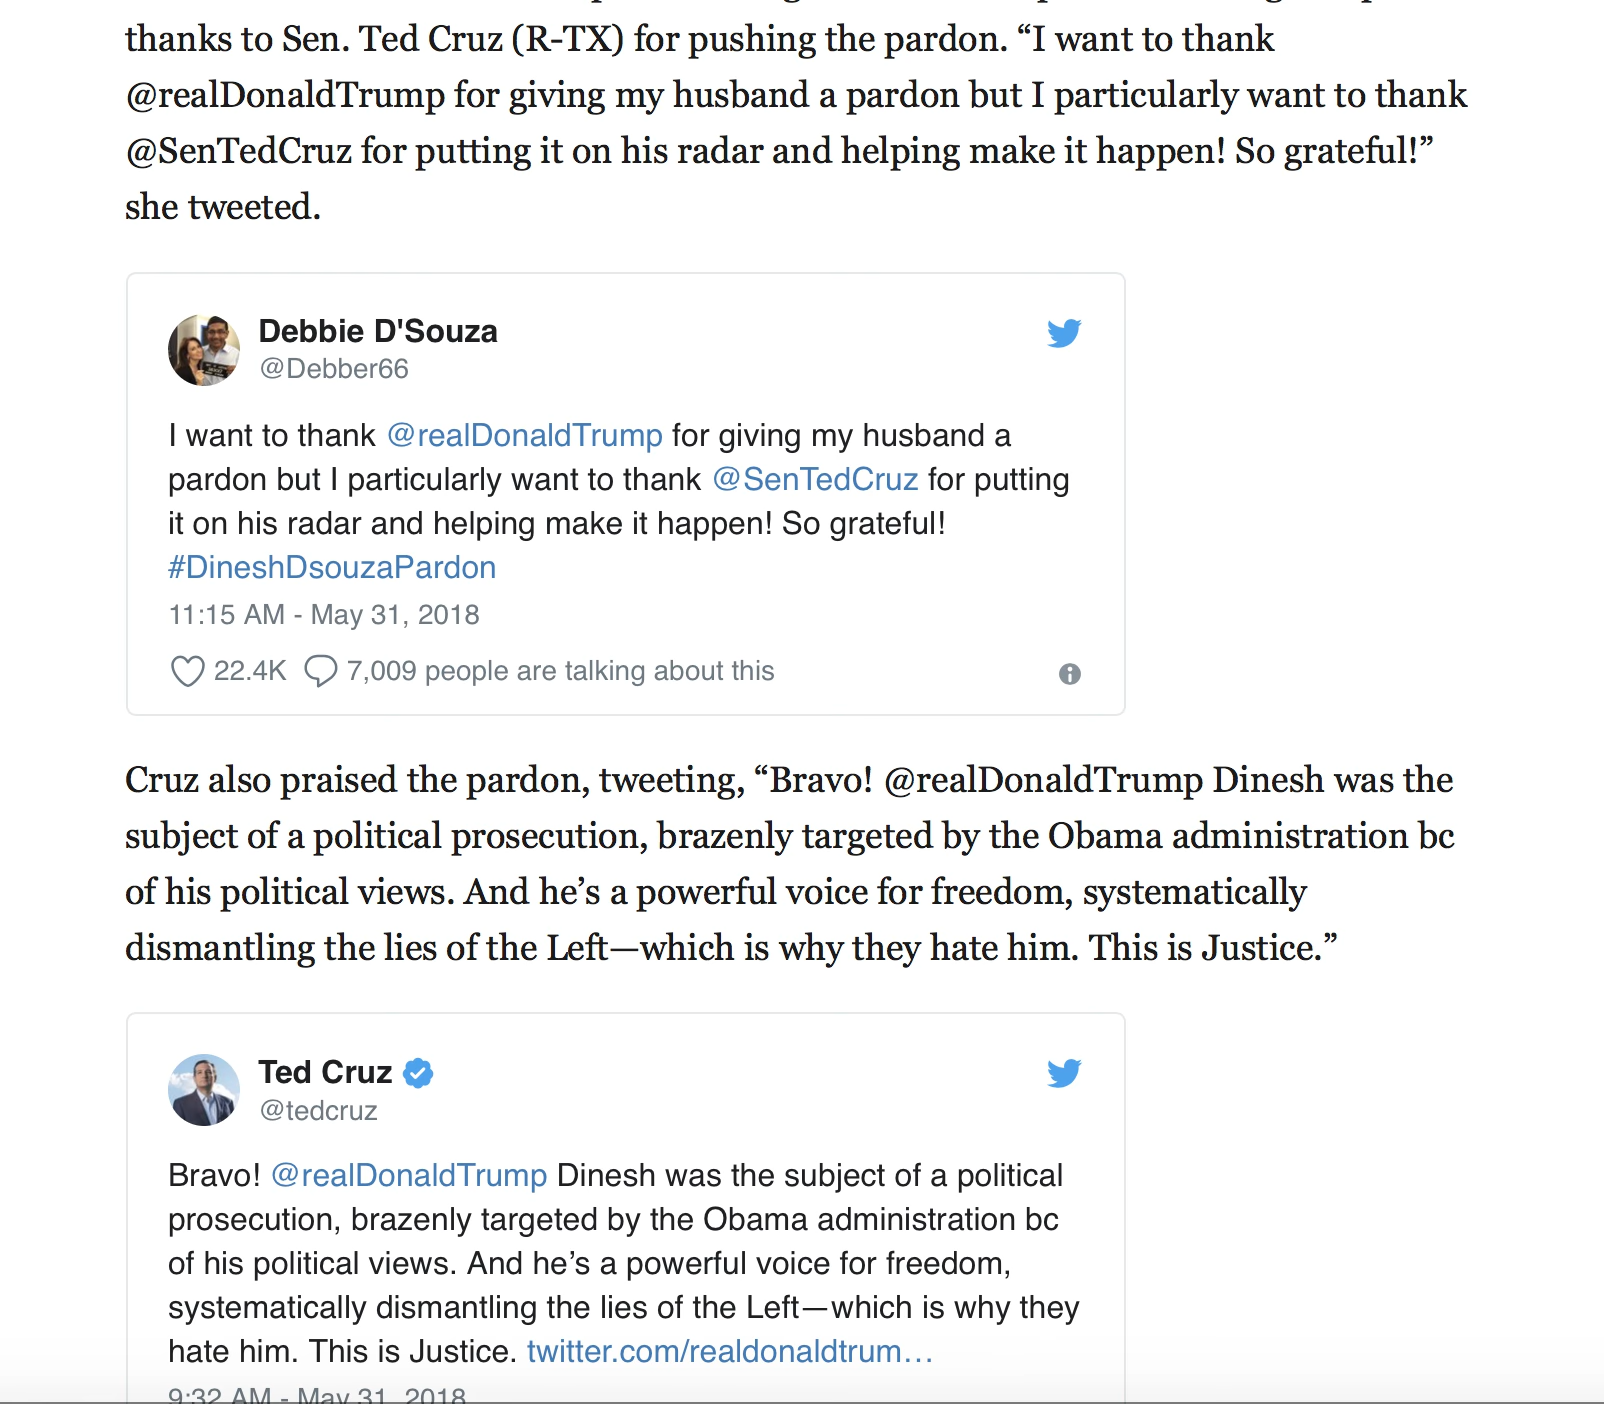 thanks to Sen. Ted Cruz (R-TX) for pushing the pardon. “I want to thank
@realDonaldTrump for giving my husband a pardon but I particularly want to thank
@SenTedCruz for putting it on his radar and helping make it happen! So grateful!”
she tweeted.
Debbie D'Souza
@Debber66
I want to thank @realDonaldTrump for giving my husband a
pardon but I particularly want to thank @SenTedCruz for putting
it on his radar and helping make it happen! So grateful!
#DineshDsouzaPardon
11:15 AM - May 31, 2018
22.4K 7,009 people are talking about this
Cruz also praised the pardon, tweeting, “Bravo! @realDonaldTrump Dinesh was the
subject of a political prosecution, brazenly targeted by the Obama administration bc
of his political views. And he’s a powerful voice for freedom, systematically
dismantling the lies of the Left—which is why they hate him. This is Justice.”
Ted Cruz
@tedcruz
Bravo! @realDonaldTrump Dinesh was the subject of a political
prosecution, brazenly targeted by the Obama administration bc
of his political views. And he’s a powerful voice for freedom,
systematically dismantling the lies of the Left—which is why they
hate him. This is Justice. twitter.com/realdonaldtrum…
9:32 AM - May 31, 2018